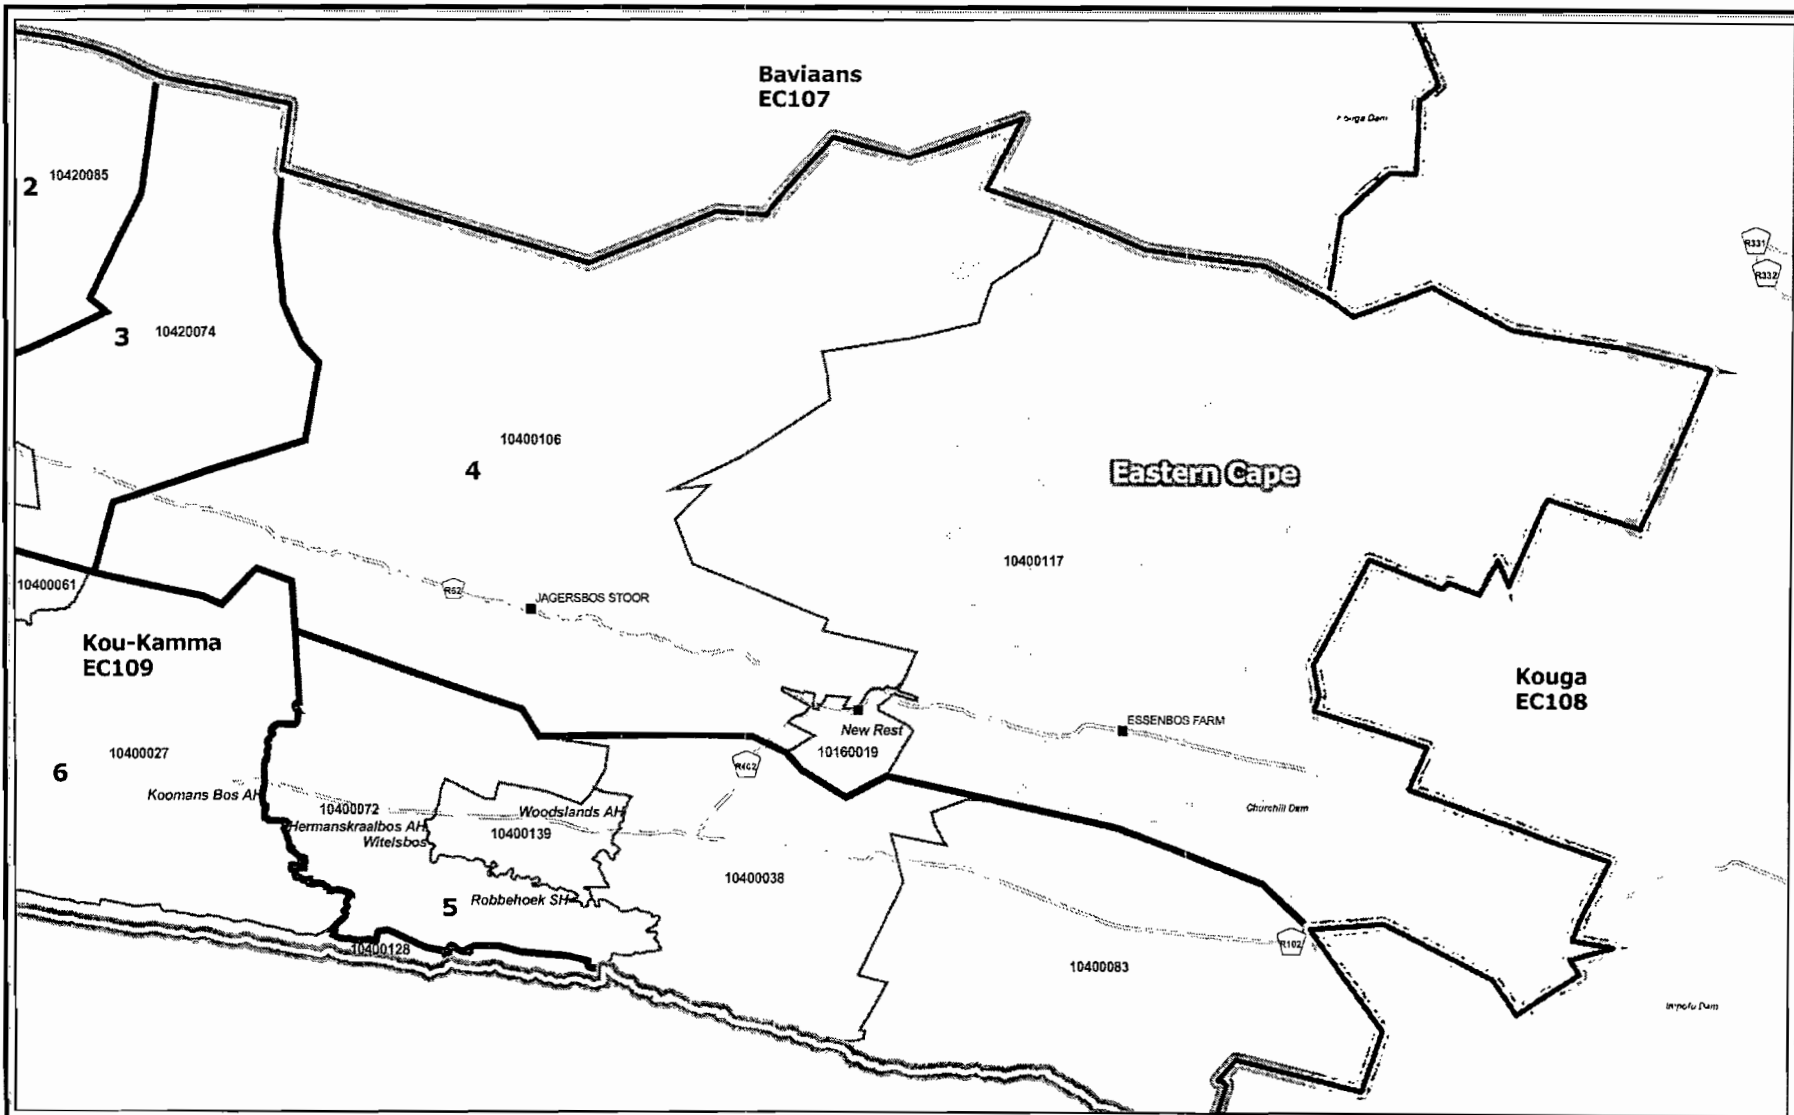 Baviaans
EC107
R331
R332
2
10420085
3
10420074
10400106
4
Eastern Cape
10400117
10400061
R62
JAGERSBOS STOOR
Kou-Kamma
EC109
Kouga
EC108
New Rest
10160019
ESSENBOS FARM
10400027
6
Koomans Bos AH
10400072
Hermanskraalbos AH
Witelsbos
Woodslands AH
10400139
Churchill Dam
10400038
5
Robbehoek SH
10400128
R102
10400083